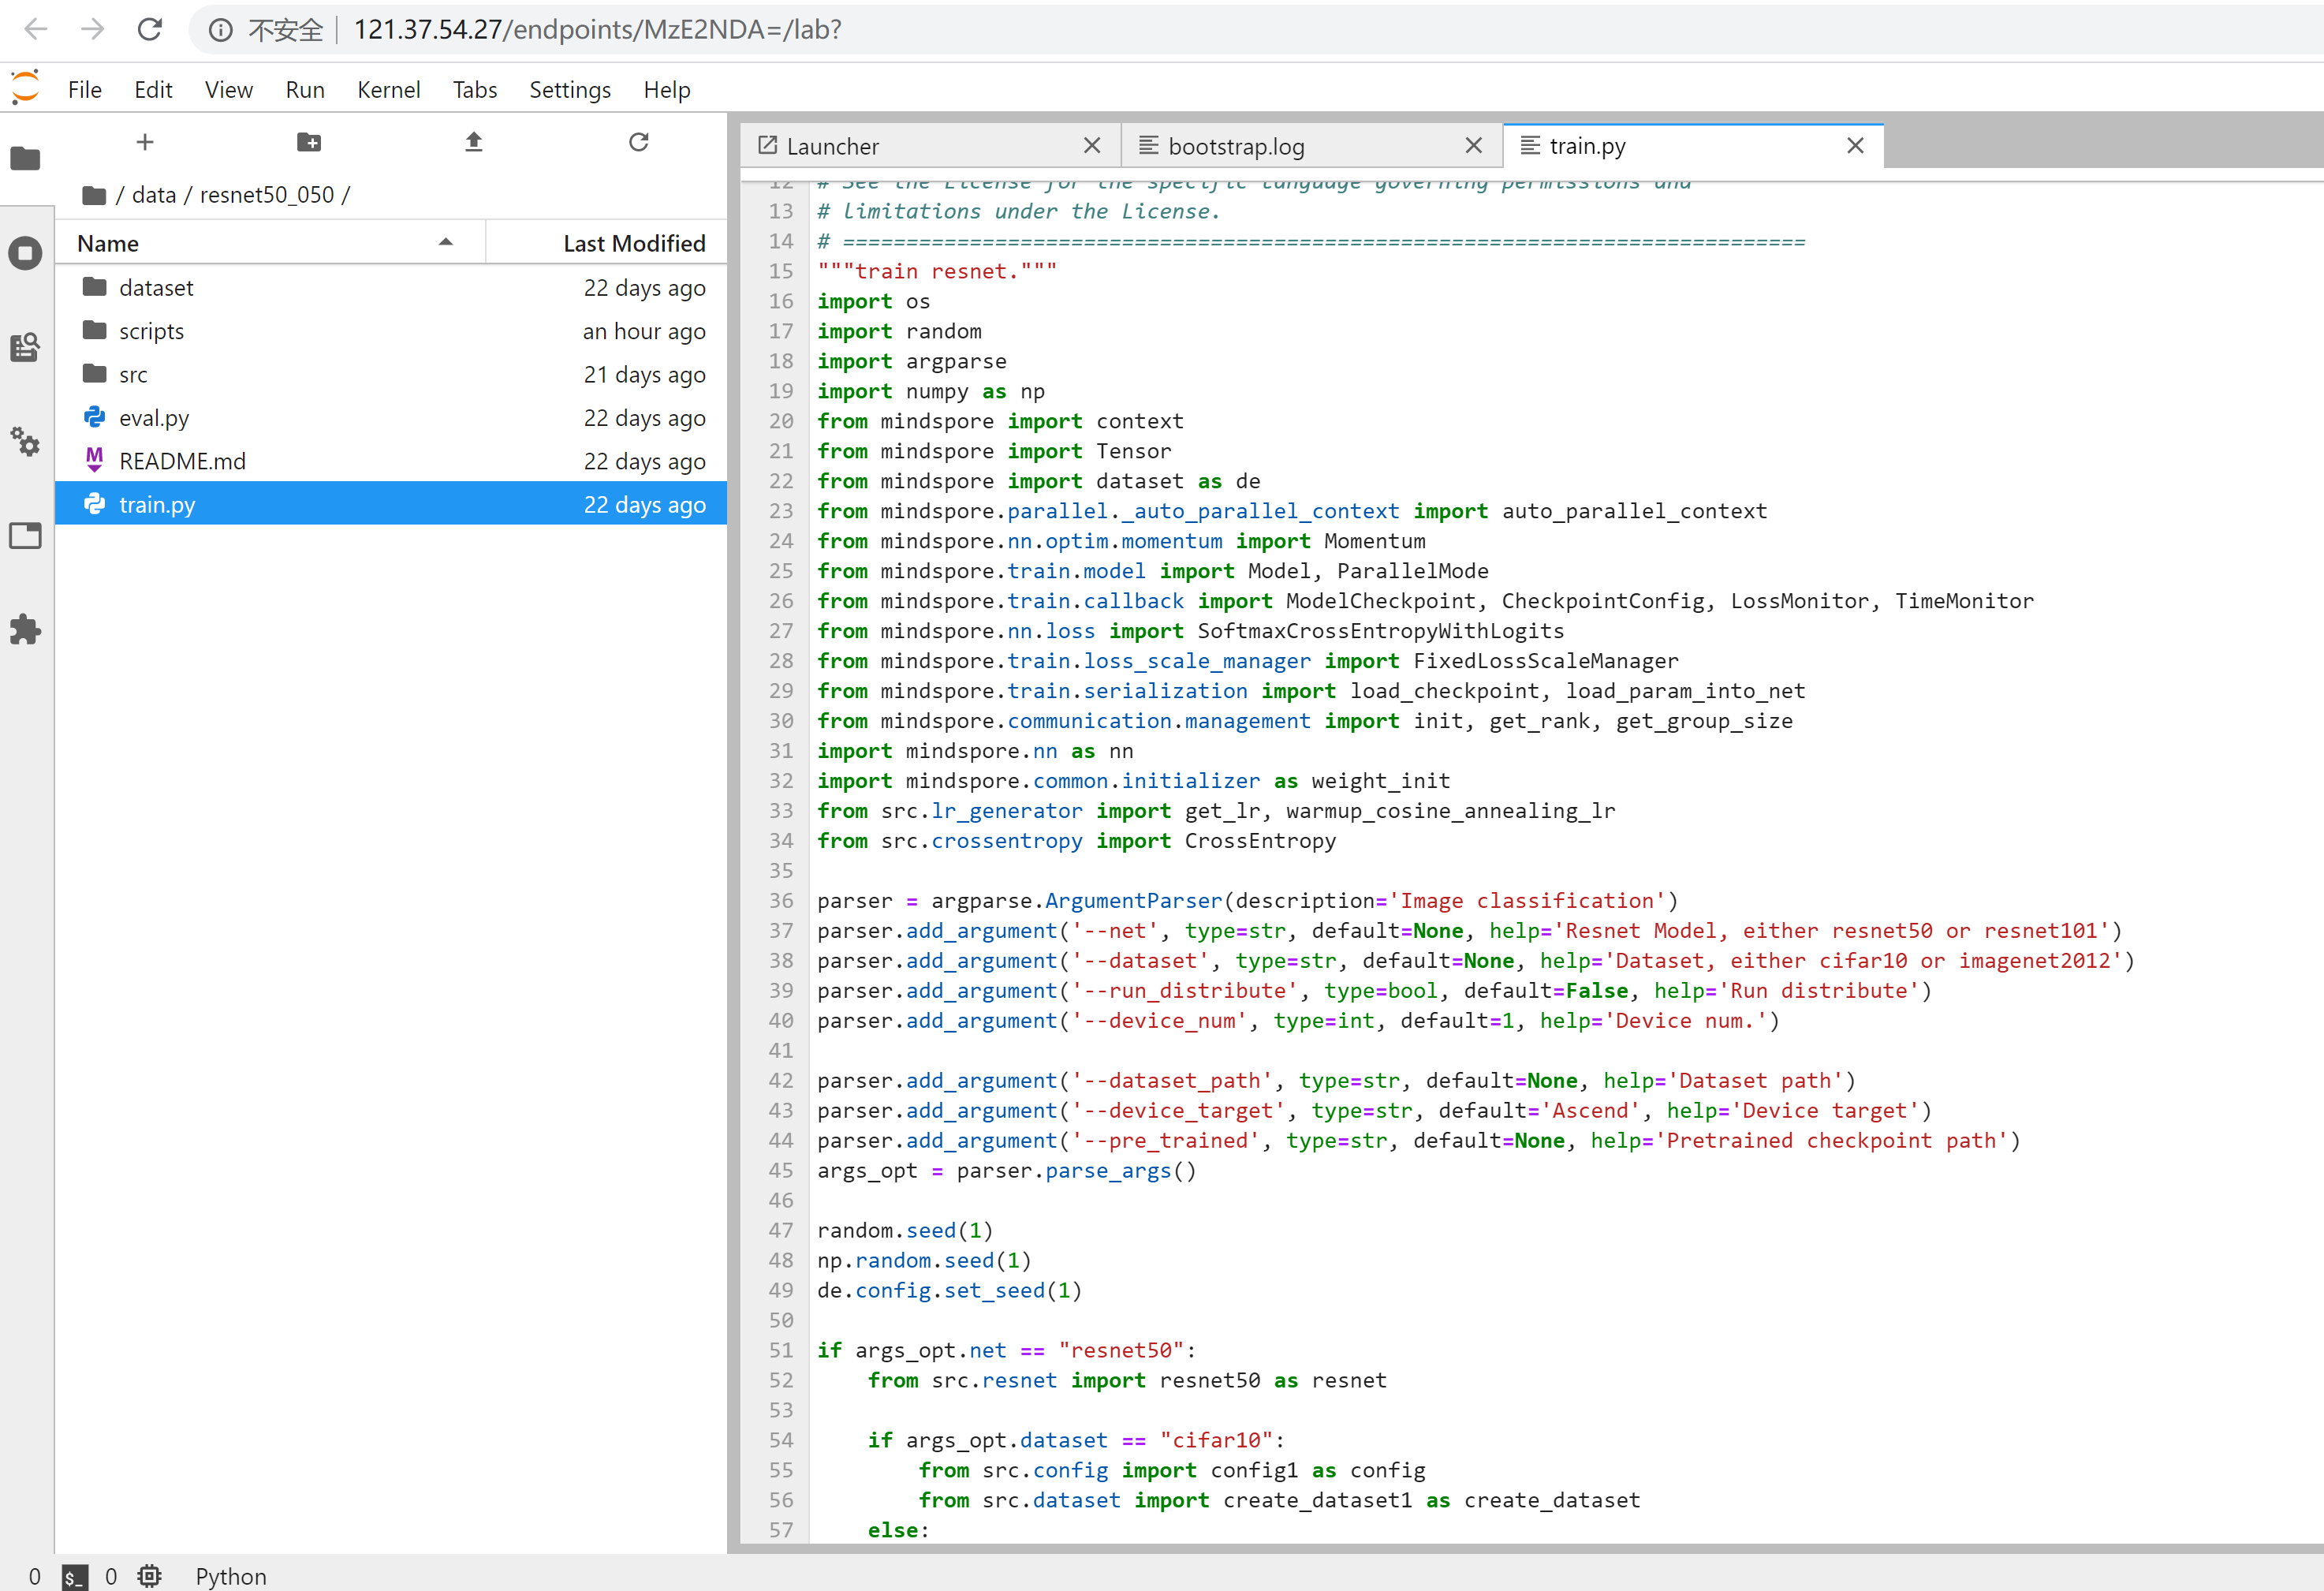 不安全 | 121.37.54.27/endpoints/MzE2NDA=/lab?
File Edit View Run Kernel Tabs Settings Help
/ data / resnet50_050 /
Name Last Modified
dataset 22 days ago
scripts an hour ago
src 21 days ago
eval.py 22 days ago
README.md 22 days ago
train.py 22 days ago
Launcher bootstrap.log train.py
12 # See the License for the specific language governing permissions and
13 # limitations under the License.
14 # ============================================================================
15 """train resnet."""
16 import os
17 import random
18 import argparse
19 import numpy as np
20 from mindspore import context
21 from mindspore import Tensor
22 from mindspore import dataset as de
23 from mindspore.parallel._auto_parallel_context import auto_parallel_context
24 from mindspore.nn.optim.momentum import Momentum
25 from mindspore.train.model import Model, ParallelMode
26 from mindspore.train.callback import ModelCheckpoint, CheckpointConfig, LossMonitor, TimeMonitor
27 from mindspore.nn.loss import SoftmaxCrossEntropyWithLogits
28 from mindspore.train.loss_scale_manager import FixedLossScaleManager
29 from mindspore.train.serialization import load_checkpoint, load_param_into_net
30 from mindspore.communication.management import init, get_rank, get_group_size
31 import mindspore.nn as nn
32 import mindspore.common.initializer as weight_init
33 from src.lr_generator import get_lr, warmup_cosine_annealing_lr
34 from src.crossentropy import CrossEntropy
35
36 parser = argparse.ArgumentParser(description='Image classification')
37 parser.add_argument('--net', type=str, default=None, help='Resnet Model, either resnet50 or resnet101')
38 parser.add_argument('--dataset', type=str, default=None, help='Dataset, either cifar10 or imagenet2012')
39 parser.add_argument('--run_distribute', type=bool, default=False, help='Run distribute')
40 parser.add_argument('--device_num', type=int, default=1, help='Device num.')
41
42 parser.add_argument('--dataset_path', type=str, default=None, help='Dataset path')
43 parser.add_argument('--device_target', type=str, default='Ascend', help='Device target')
44 parser.add_argument('--pre_trained', type=str, default=None, help='Pretrained checkpoint path')
45 args_opt = parser.parse_args()
46
47 random.seed(1)
48 np.random.seed(1)
49 de.config.set_seed(1)
50
51 if args_opt.net == "resnet50":
52     from src.resnet import resnet50 as resnet
53
54     if args_opt.dataset == "cifar10":
55         from src.config import config1 as config
56         from src.dataset import create_dataset1 as create_dataset
57     else:
0 $_ 0 Python